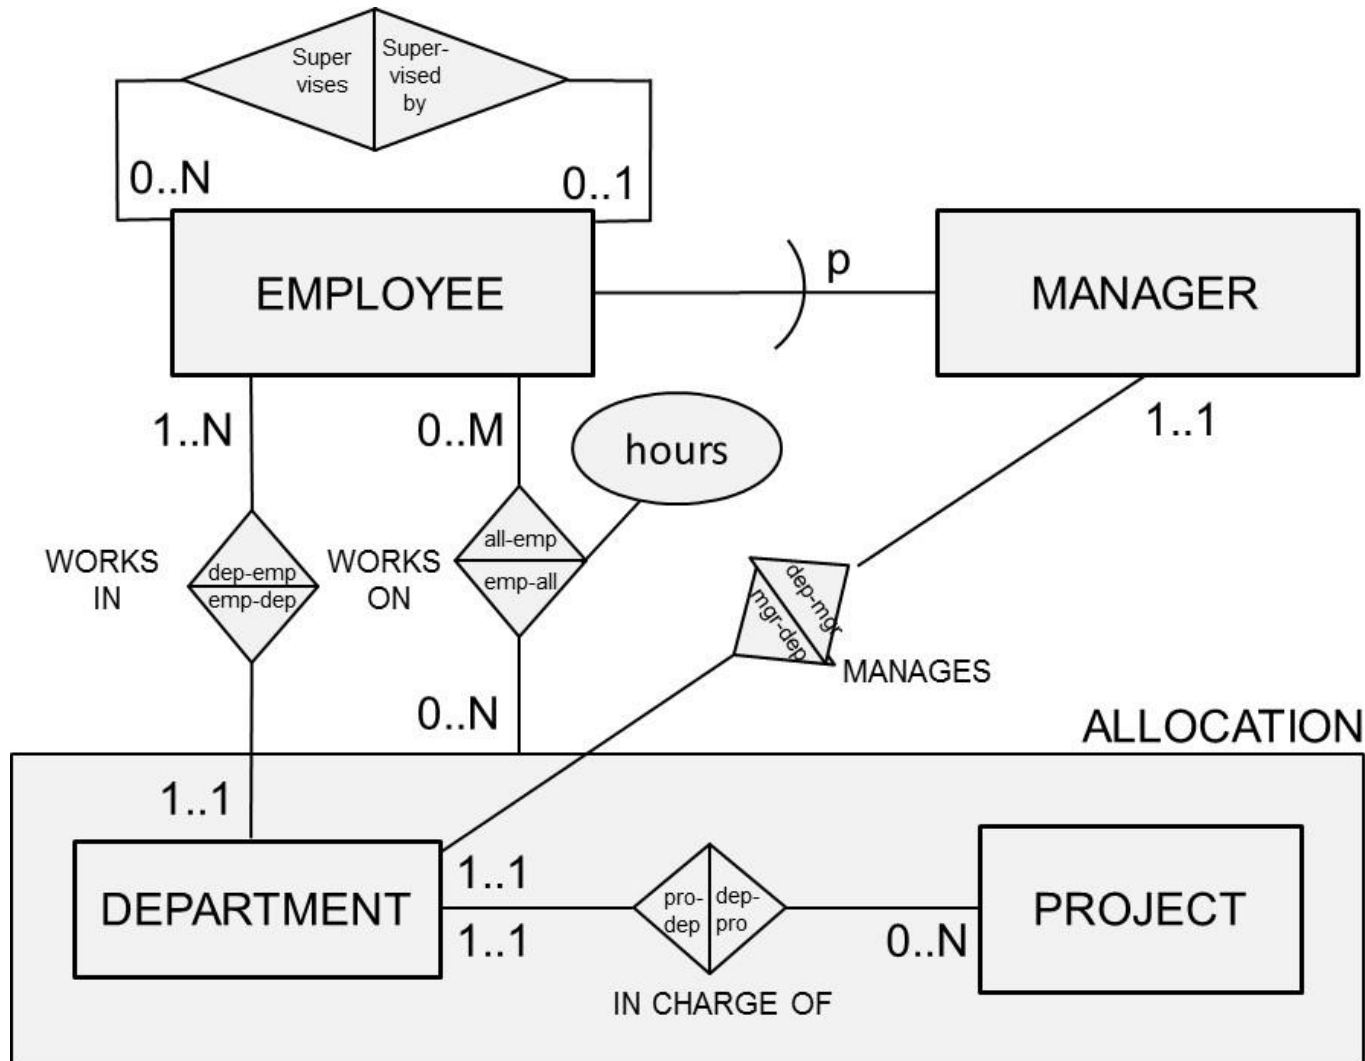 Super
vises
Super-
vised
by
0..N
0..1
EMPLOYEE
p
MANAGER
1..N
0..M
hours
1..1
WORKS
IN
dep-emp
emp-dep
WORKS
ON
all-emp
emp-all
dep-mgr
mgr-dep
MANAGES
0..N
ALLOCATION
1..1
DEPARTMENT
1..1
1..1
pro-
dep
dep-
pro
0..N
PROJECT
IN CHARGE OF